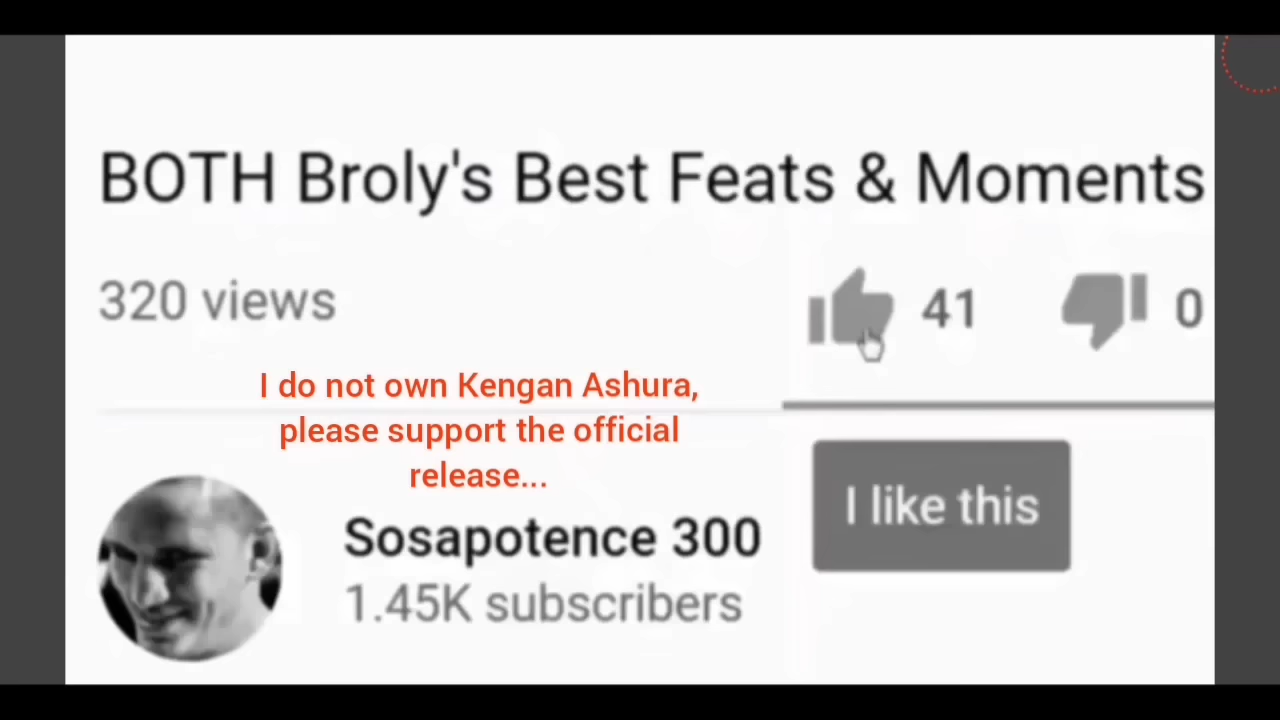 BOTH Broly's Best Feats & Moments
320 views
41
0
I do not own Kengan Ashura,
please support the official
release...
I like this
Sosapotence 300
1.45K subscribers